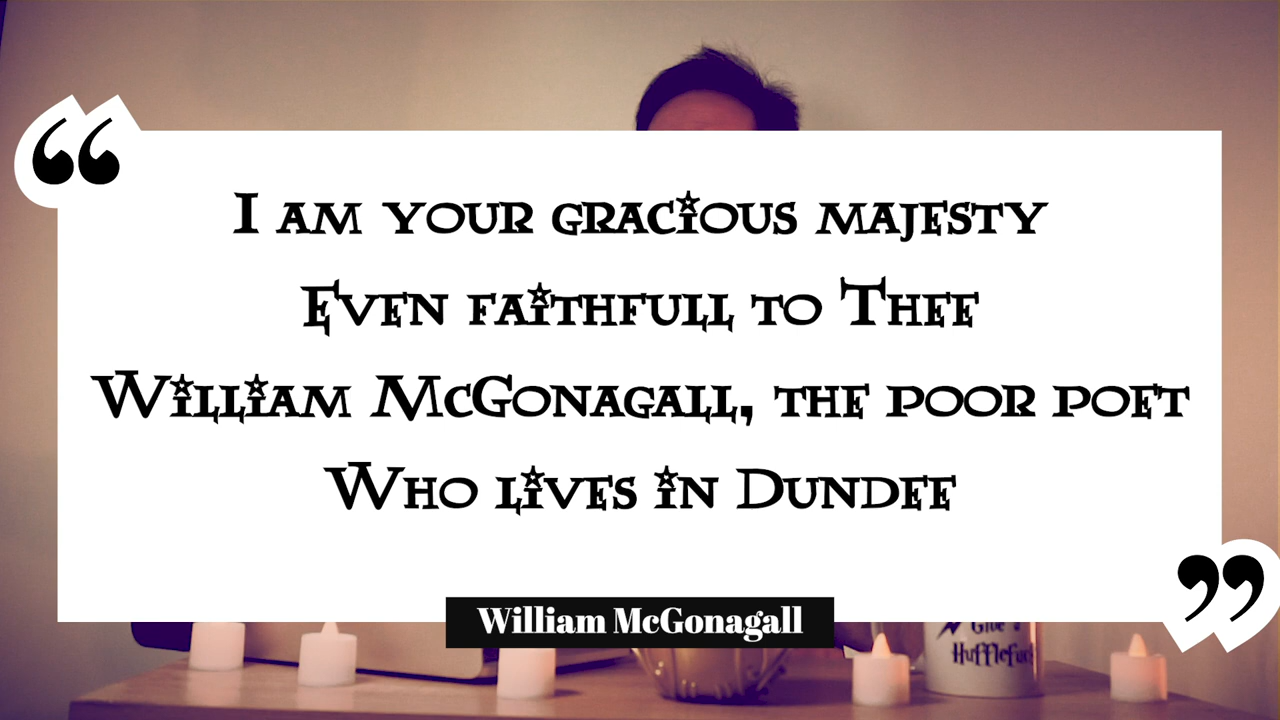 “
I am your gracious majesty
Even faithfull to Thee
William McGonagall, the poor poet
Who lives in Dundee
”
William McGonagall
Give a